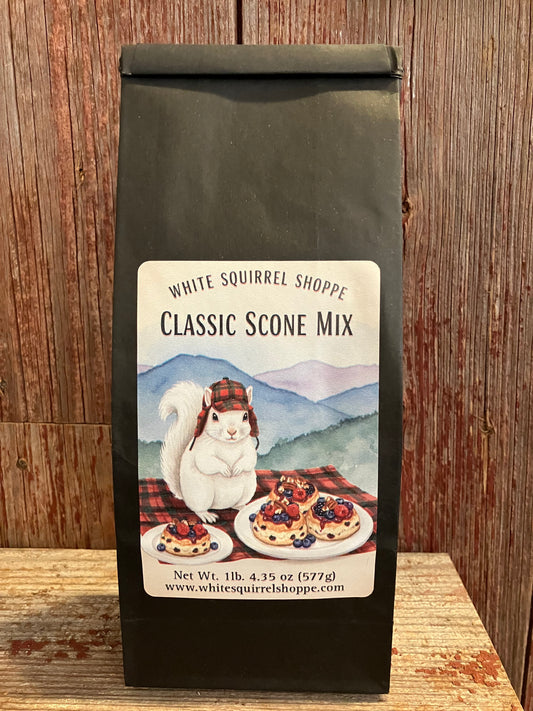 WHITE SQUIRREL SHOPPE
CLASSIC SCONE MIX
Net Wt. 1lb. 4.35 oz (577g)
www.whitesquirrelshoppe.com